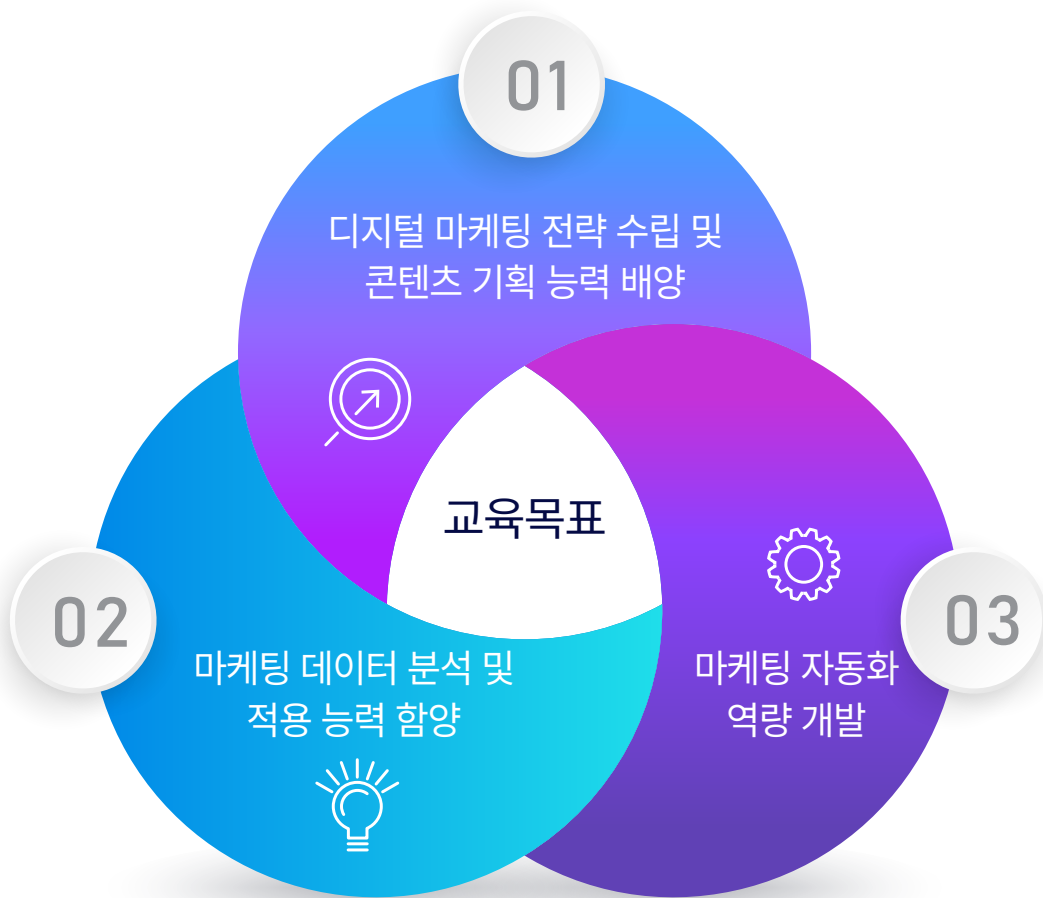 01
디지털 마케팅 전략 수립 및
콘텐츠 기획 능력 배양
교육목표
02
마케팅 데이터 분석 및
적용 능력 함양
03
마케팅 자동화
역량 개발